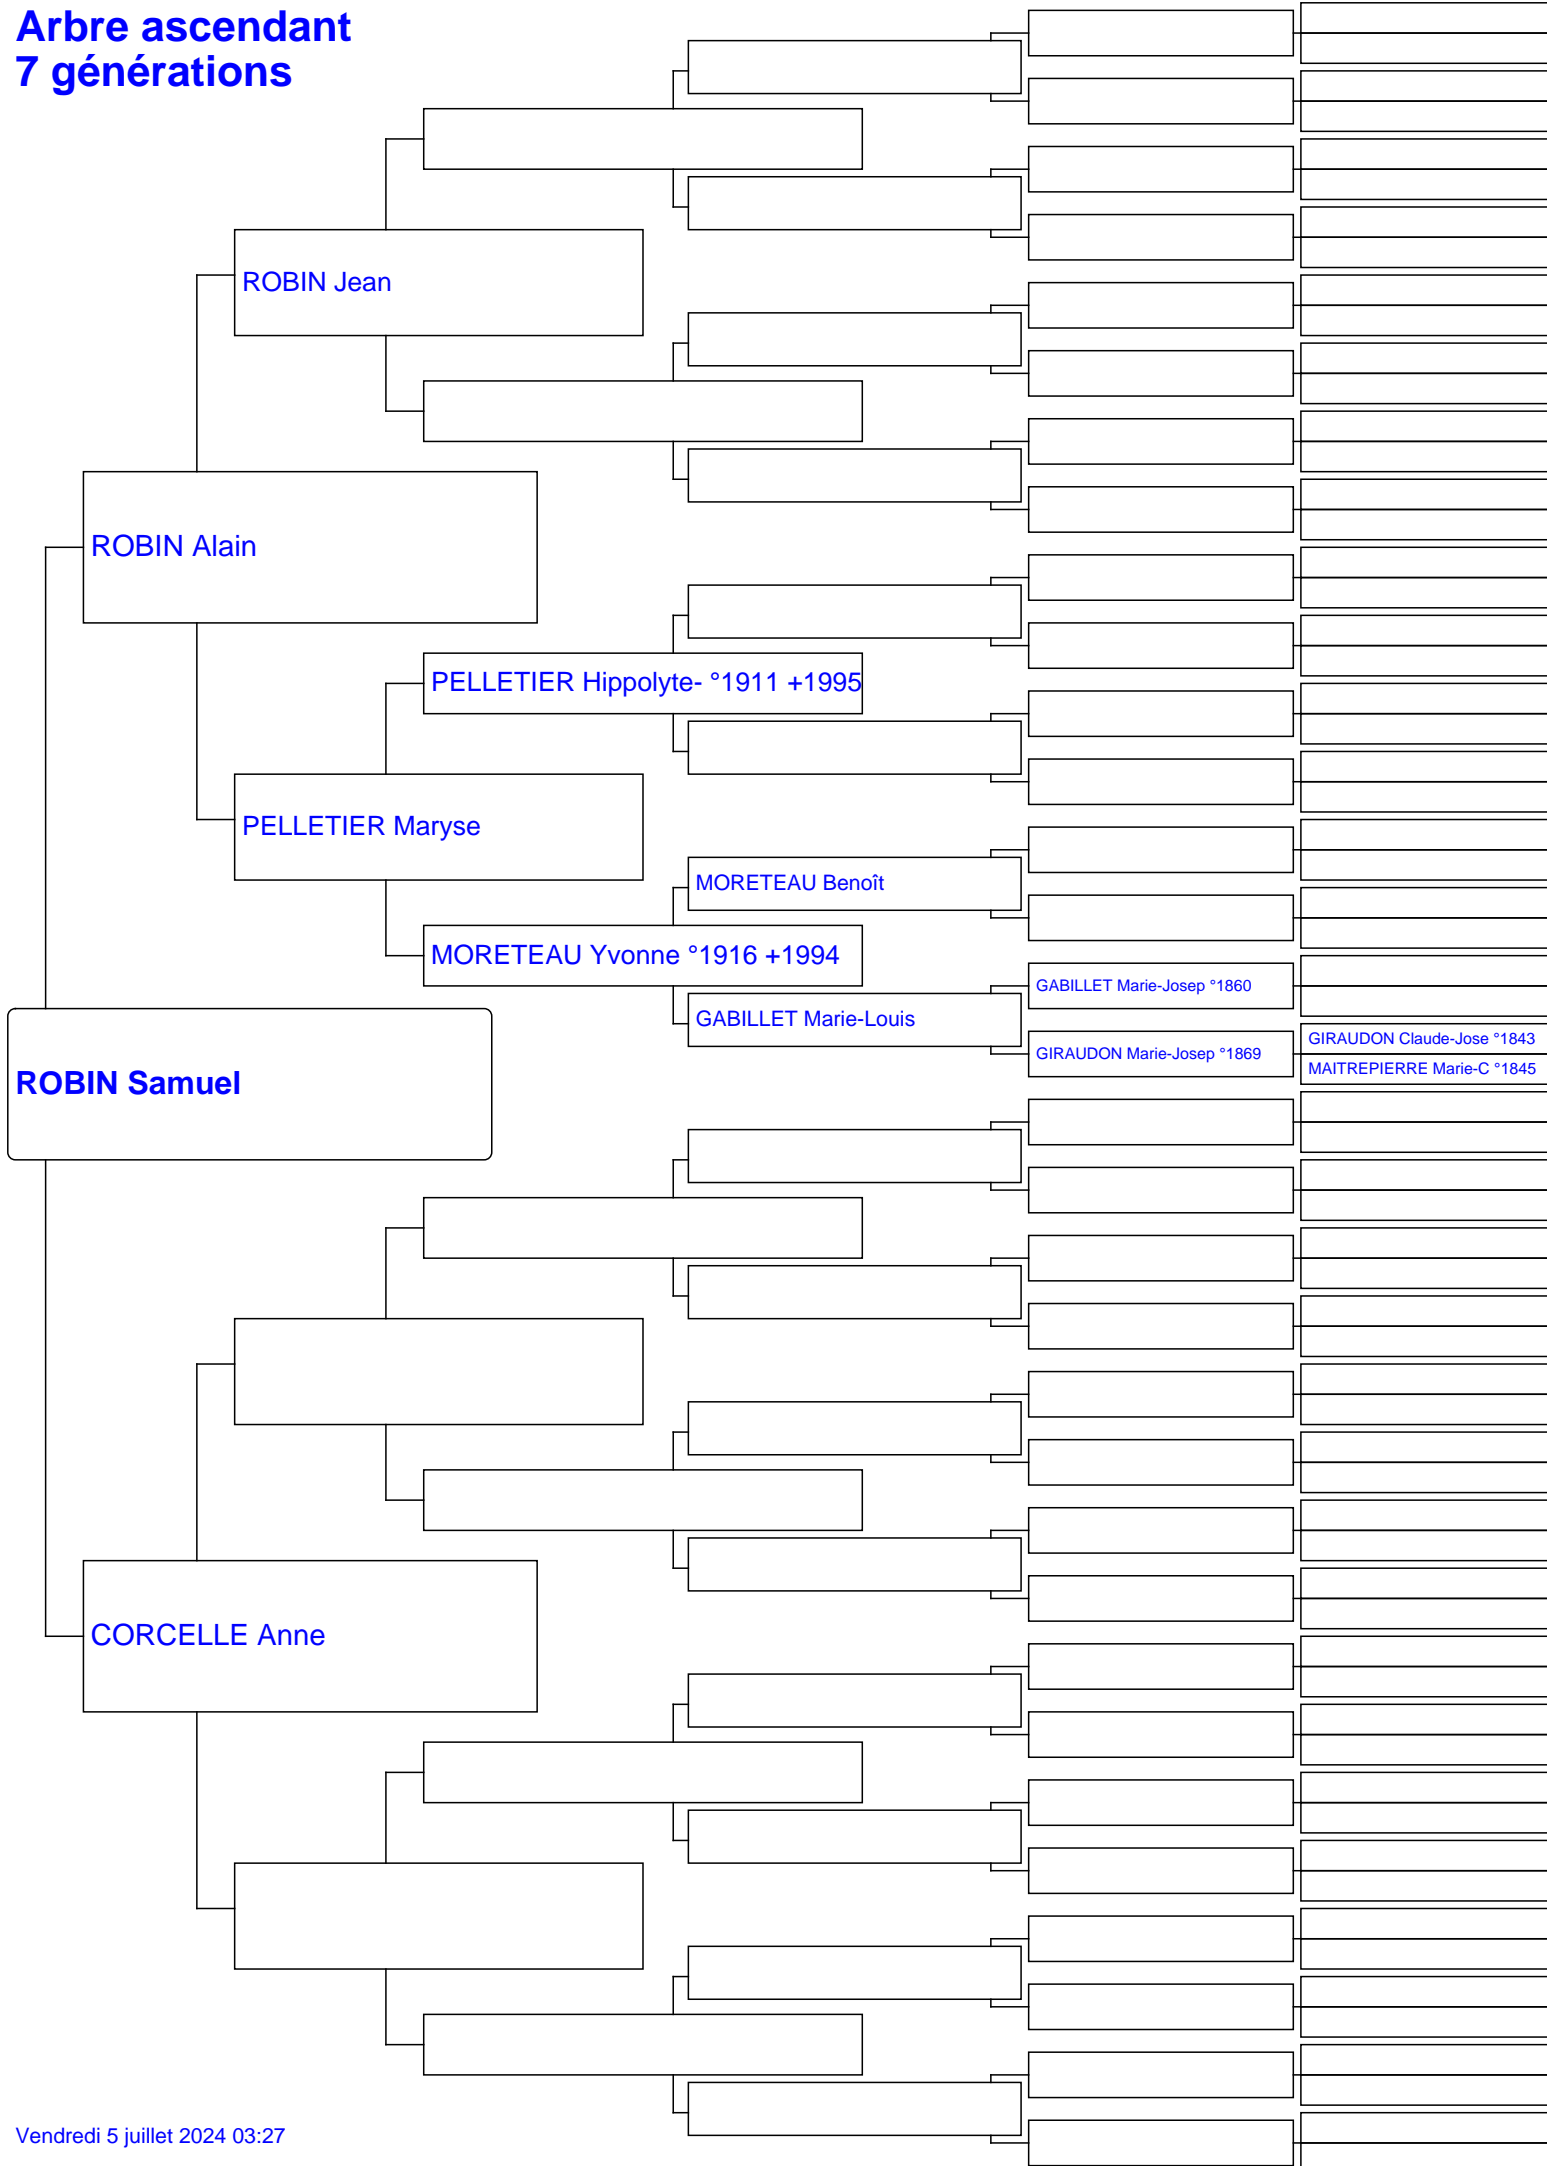 Arbre ascendant
7 générations
ROBIN Jean
ROBIN Alain
PELLETIER Hippolyte- °1911 +1995
PELLETIER Maryse
MORETEAU Benoît
MORETEAU Yvonne °1916 +1994
GABILLET Marie-Josep °1860
GABILLET Marie-Louis
GIRAUDON Marie-Josep °1869
GIRAUDON Claude-Jose °1843
MAITREPIERRE Marie-C °1845
ROBIN Samuel
CORCELLE Anne
Vendredi 5 juillet 2024 03:27